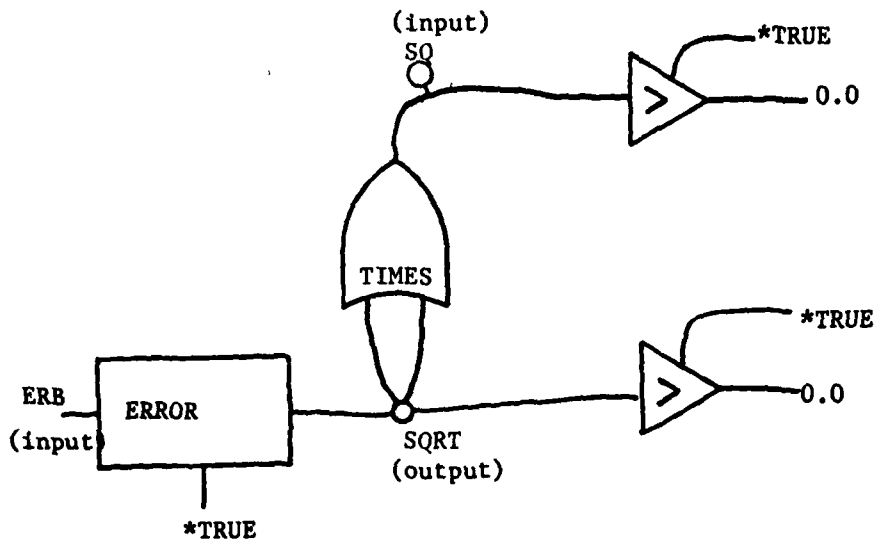 (input)
SQ
*TRUE
>
0.0
TIMES
*TRUE
>
0.0
ERB
(input)
ERROR
SQRT
(output)
*TRUE